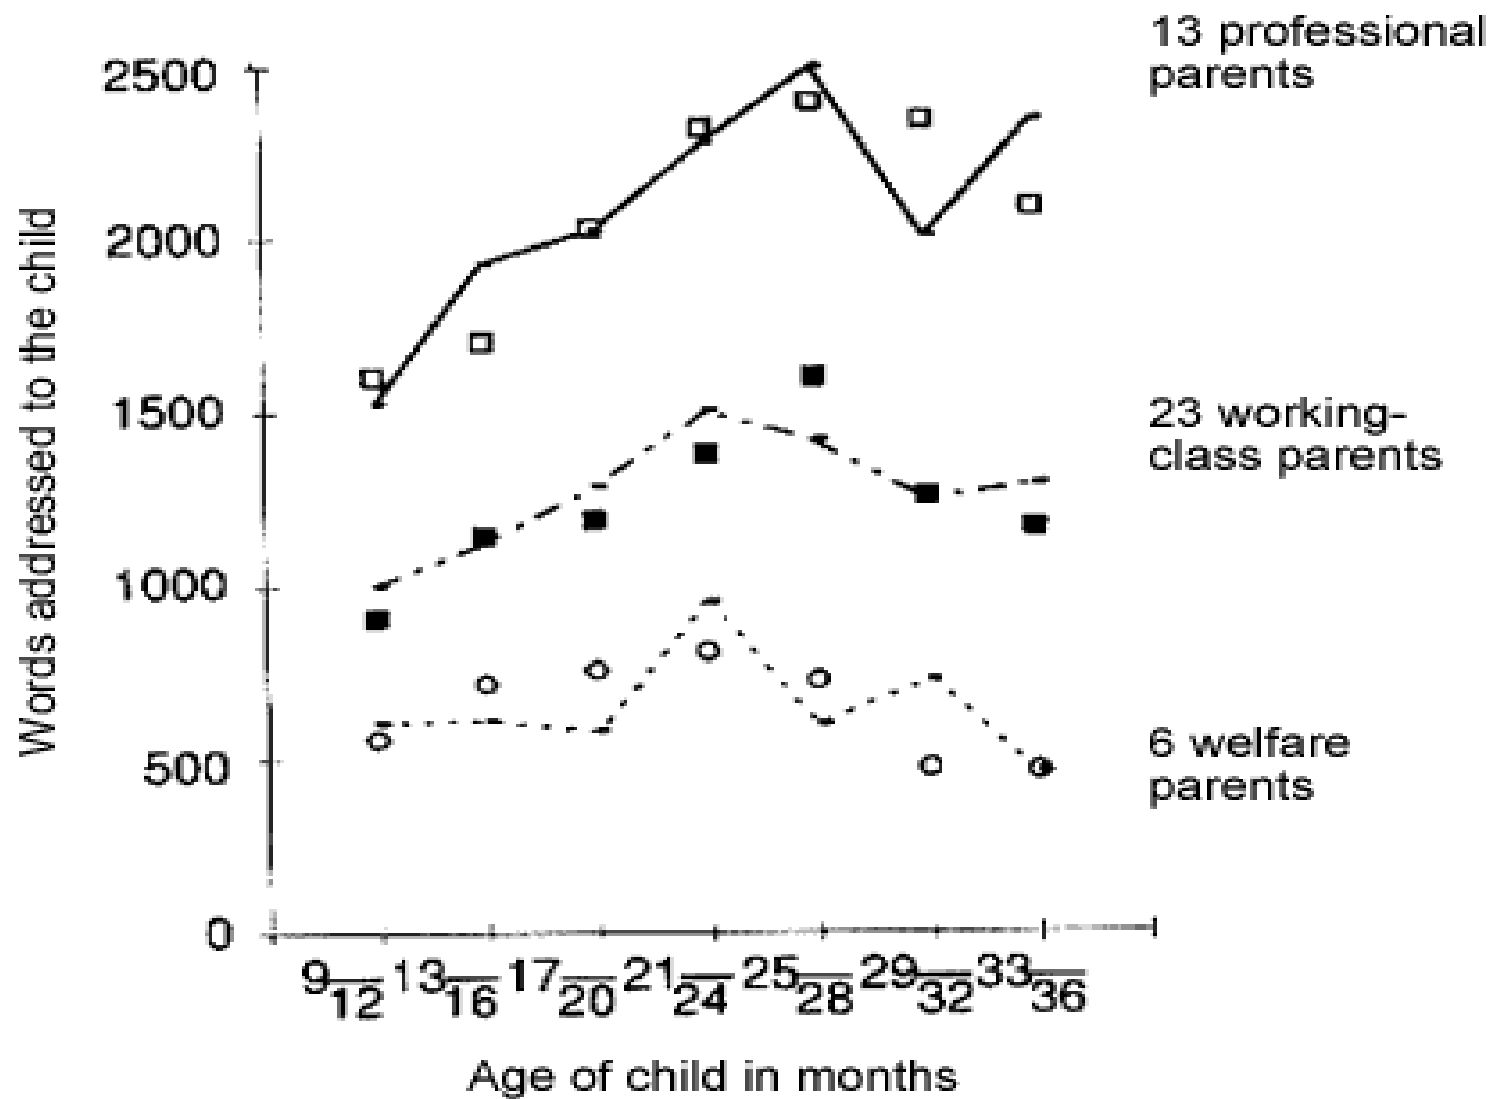 13 professional
parents
2500
2000
1500
1000
500
0
Words addressed to the child
23 working-
class parents
6 welfare
parents
9/12 13/16 17/20 21/24 25/28 29/32 33/36
Age of child in months